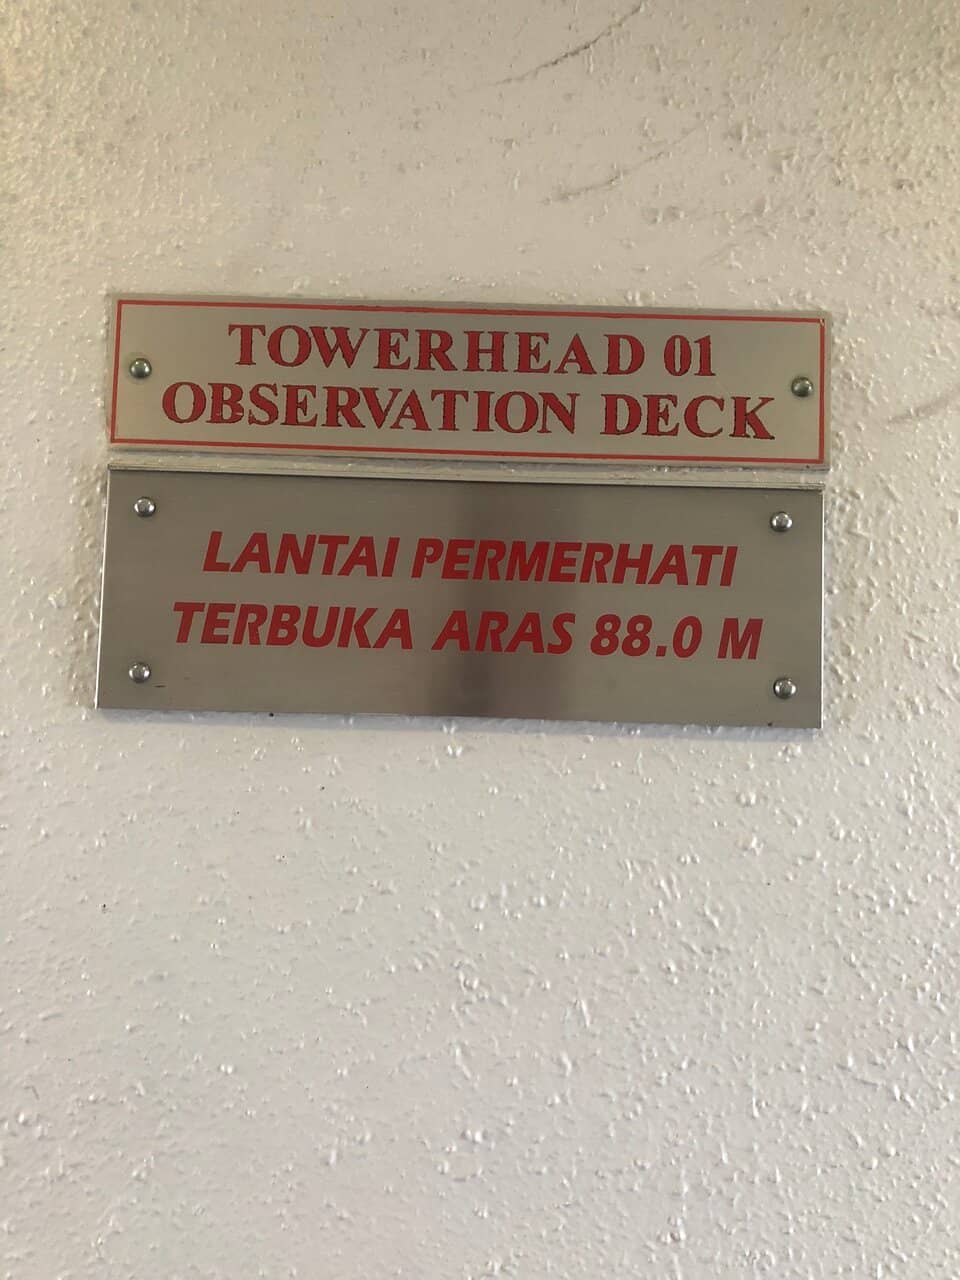 TOWERHEAD 01
OBSERVATION DECK
LANTAI PERMERHATI
TERBUKA ARAS 88.0 M